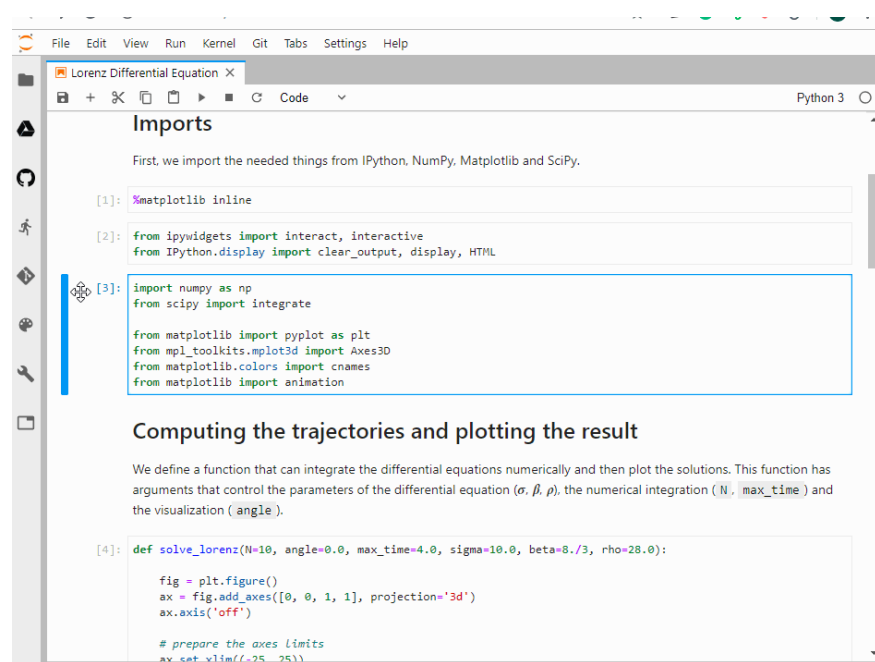 File Edit View Run Kernel Git Tabs Settings Help
Lorenz Differential Equation
Code
Python 3
Imports
First, we import the needed things from IPython, NumPy, Matplotlib and SciPy.
[1]: %matplotlib inline
[2]: from ipywidgets import interact, interactive
from IPython.display import clear_output, display, HTML
[3]: import numpy as np
from scipy import integrate
from matplotlib import pyplot as plt
from mpl_toolkits.mplot3d import Axes3D
from matplotlib.colors import cnames
from matplotlib import animation
Computing the trajectories and plotting the result
We define a function that can integrate the differential equations numerically and then plot the solutions. This function has
arguments that control the parameters of the differential equation (σ, β, ρ), the numerical integration ( N , max_time ) and
the visualization ( angle ).
[4]: def solve_lorenz(N=10, angle=0.0, max_time=4.0, sigma=10.0, beta=8./3, rho=28.0):
fig = plt.figure()
ax = fig.add_axes([0, 0, 1, 1], projection='3d')
ax.axis('off')
# prepare the axes limits
ax.set_xlim((-25, 25))